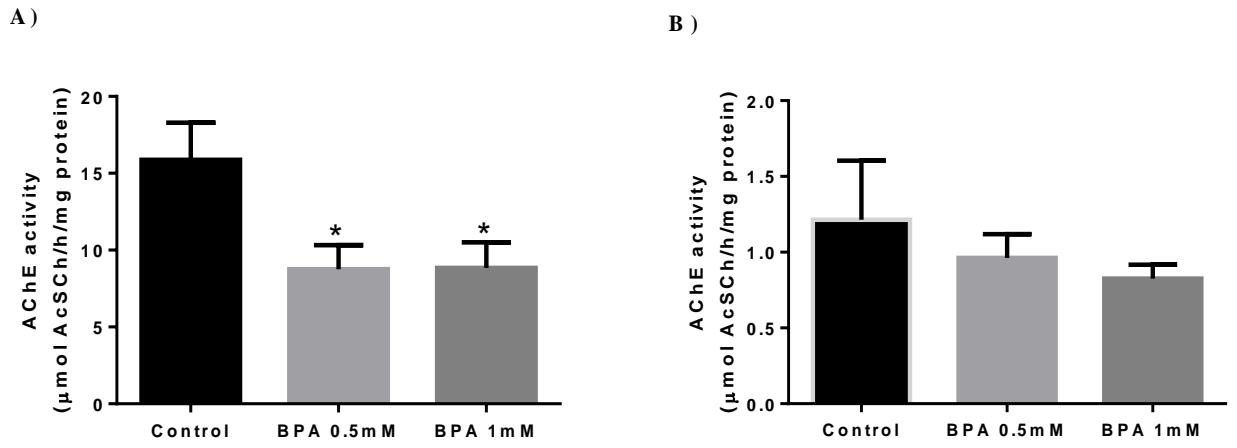 A )
20
15
10
5
0
AChE activity
(μmol AcSCh/h/mg protein)
*
*
Control
BPA 0.5mM
BPA 1mM
B )
2.0
1.5
1.0
0.5
0.0
AChE activity
(μmol AcSCh/h/mg protein)
Control
BPA 0.5mM
BPA 1mM